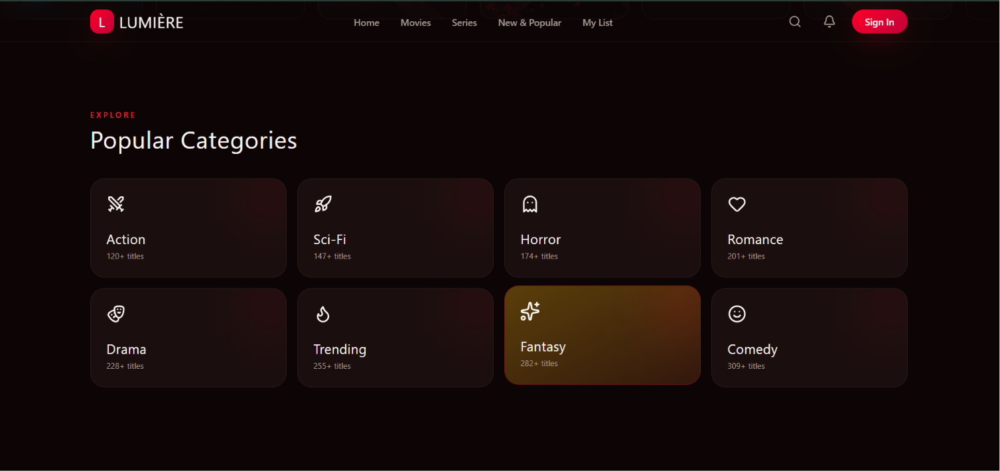 L LUMIÈRE Home Movies Series New & Popular My List Sign In
EXPLORE
Popular Categories
Action Sci-Fi Horror Romance
120+ titles 147+ titles 174+ titles 201+ titles
Drama Trending Fantasy Comedy
228+ titles 255+ titles 282+ titles 309+ titles